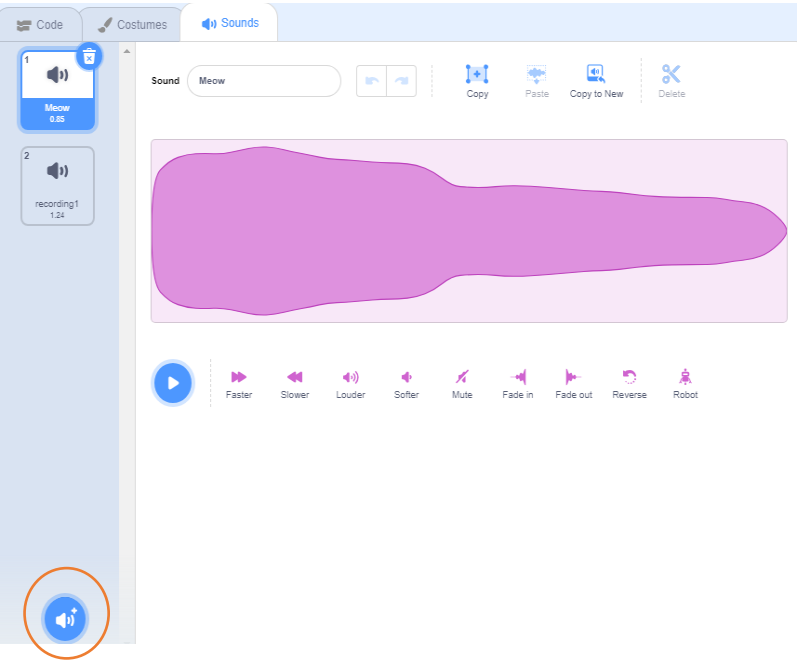 Code Costumes Sounds
1
Meow
0.85
2
recording1
1.24
Sound Meow
Copy Paste Copy to New Delete
Faster Slower Louder Softer Mute Fade in Fade out Reverse Robot